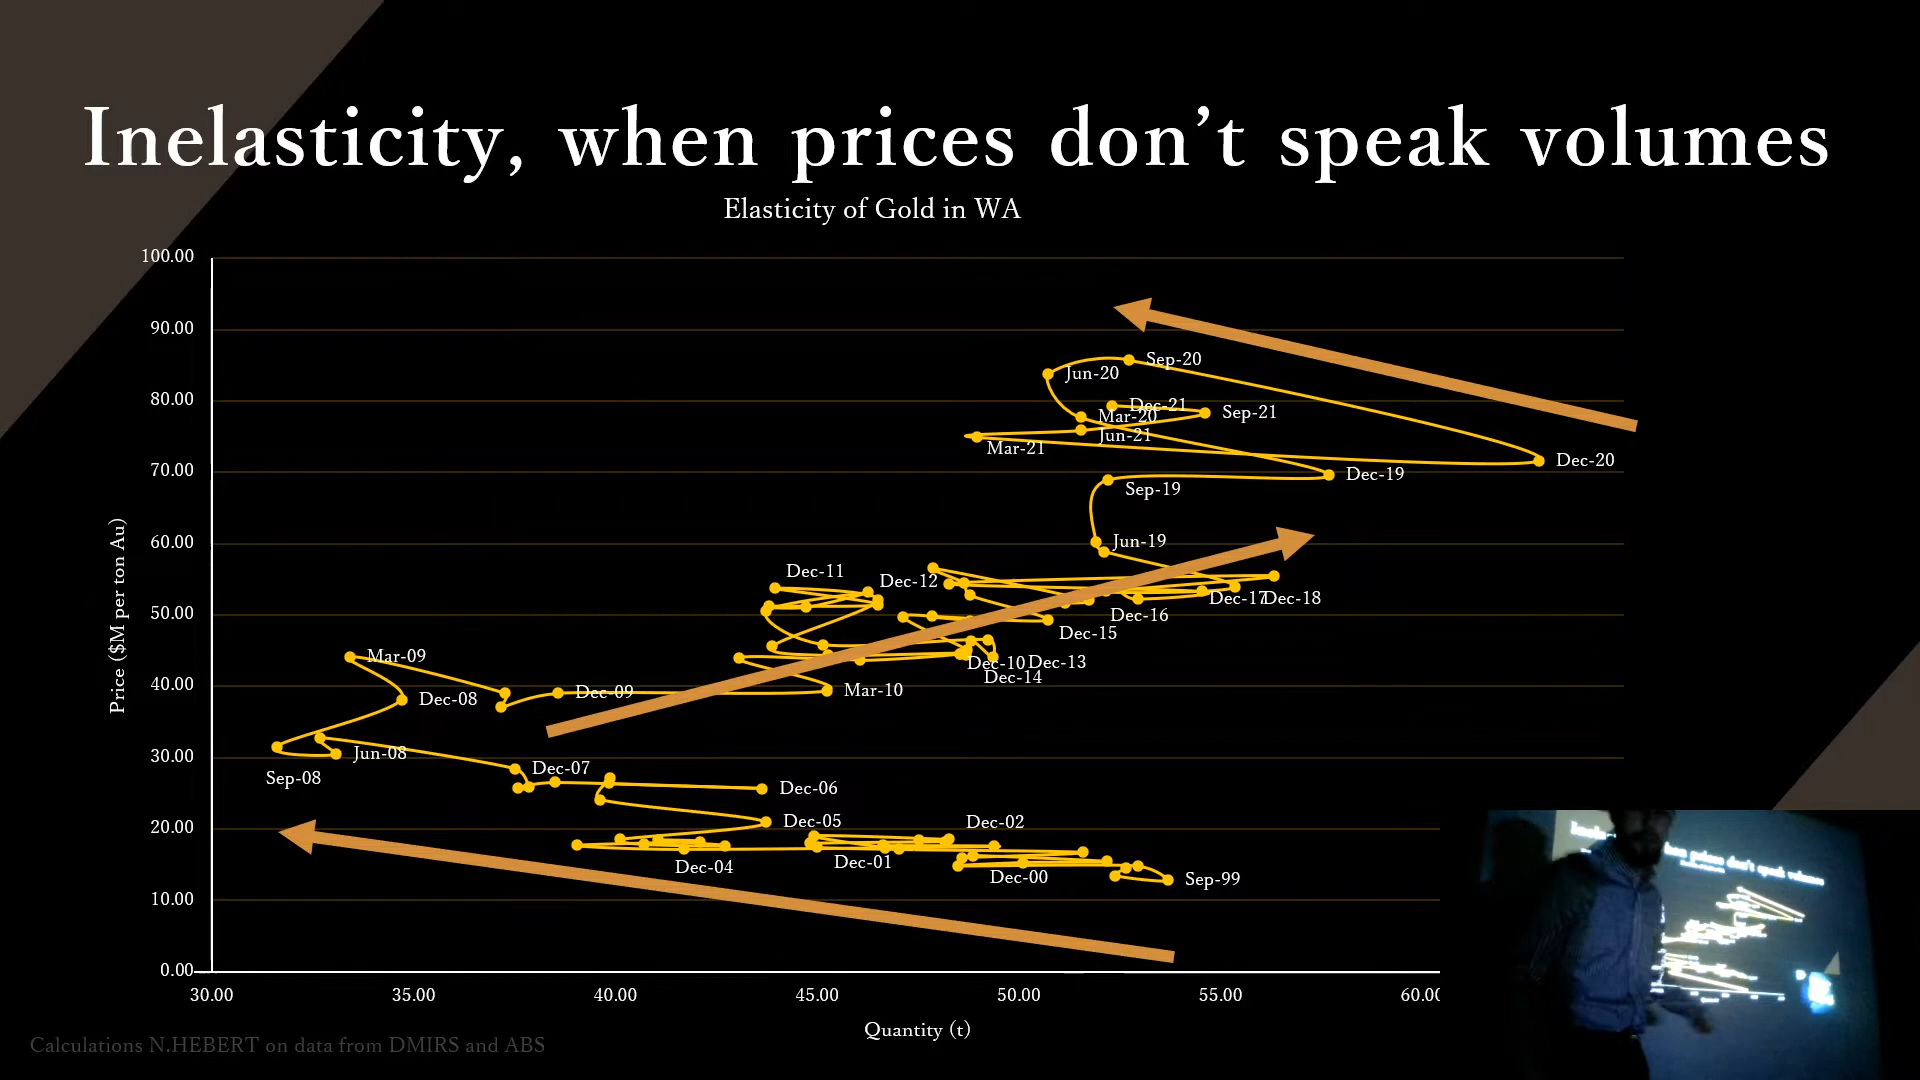 Inelasticity, when prices don't speak volumes
Elasticity of Gold in WA
100.00
90.00
80.00
70.00
60.00
50.00
40.00
30.00
20.00
10.00
0.00
Price ($M per ton Au)
Sep-20
Jun-20
Dec-21
Mar-20
Sep-21
Jun-21
Mar-21
Dec-20
Dec-19
Sep-19
Jun-19
Dec-11
Dec-12
Dec-17
Dec-18
Dec-16
Dec-15
Mar-09
Dec-10
Dec-13
Dec-14
Dec-08
Dec-09
Mar-10
Jun-08
Sep-08
Dec-07
Dec-06
Dec-05
Dec-02
Dec-04
Dec-01
Dec-00
Sep-99
30.00 35.00 40.00 45.00 50.00 55.00 60.00
Quantity (t)
Calculations N.HEBERT on data from DMIRS and ABS